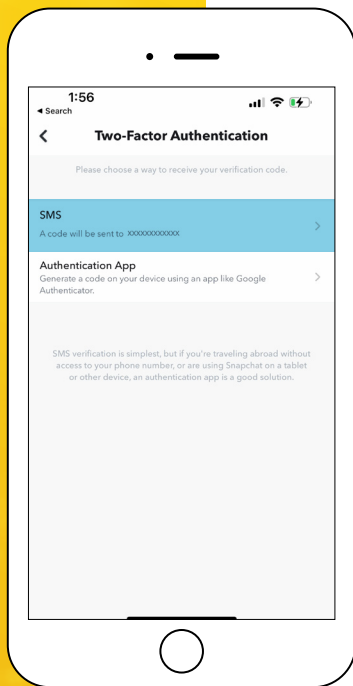 1:56
Search
Two-Factor Authentication
Please choose a way to receive your verification code.
SMS
A code will be sent to xxxxxxxxxxxx
Authentication App
Generate a code on your device using an app like Google
Authenticator.
SMS verification is simplest, but if you're traveling abroad without
access to your phone number, or are using Snapchat on a tablet
or other device, an authentication app is a good solution.